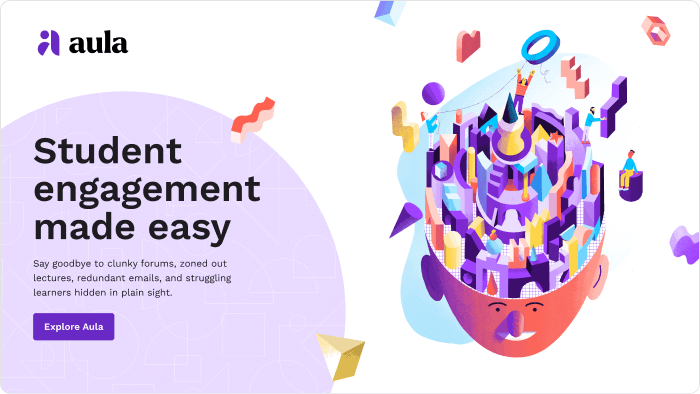 aula
Student
engagement
made easy
Say goodbye to clunky forums, zoned out
lectures, redundant emails, and struggling
learners hidden in plain sight.
Explore Aula